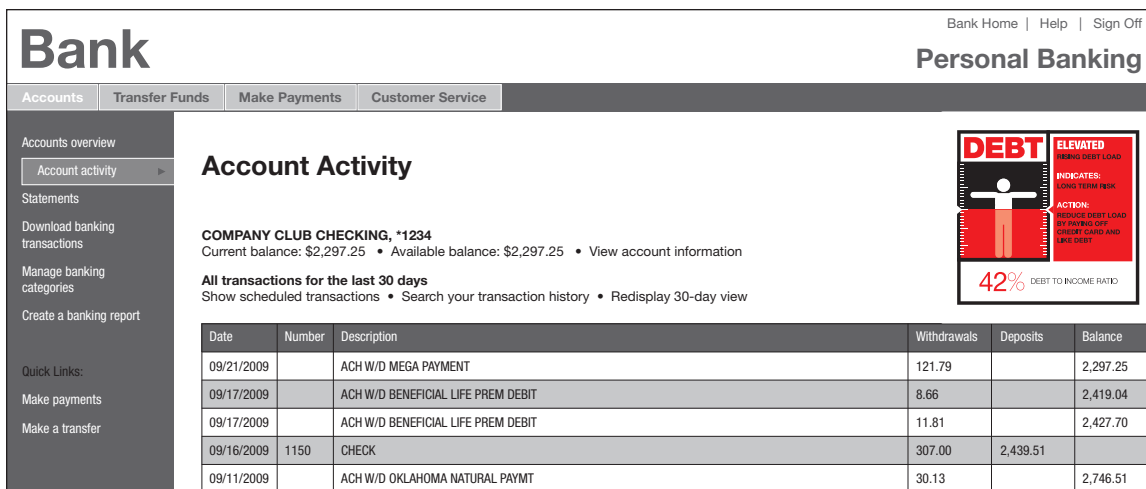 Bank Home | Help | Sign Off
Bank
Personal Banking
Accounts Transfer Funds Make Payments Customer Service
Accounts overview
Account activity
Statements
Download banking
transactions
Manage banking
categories
Create a banking report
Quick Links:
Make payments
Make a transfer
Account Activity
COMPANY CLUB CHECKING, *1234
Current balance: $2,297.25 • Available balance: $2,297.25 • View account information
All transactions for the last 30 days
Show scheduled transactions • Search your transaction history • Redisplay 30-day view
DEBT
ELEVATED
RISING DEBT LOAD
INDICATES:
LONG TERM RISK
ACTION:
REDUCE DEBT LOAD
BY PAYING OFF
CREDIT CARD AND
LIKE DEBT
42% DEBT TO INCOME RATIO
Date Number Description Withdrawals Deposits Balance
09/21/2009 ACH W/D MEGA PAYMENT 121.79 2,297.25
09/17/2009 ACH W/D BENEFICIAL LIFE PREM DEBIT 8.66 2,419.04
09/17/2009 ACH W/D BENEFICIAL LIFE PREM DEBIT 11.81 2,427.70
09/16/2009 1150 CHECK 307.00 2,439.51
09/11/2009 ACH W/D OKLAHOMA NATURAL PAYMT 30.13 2,746.51